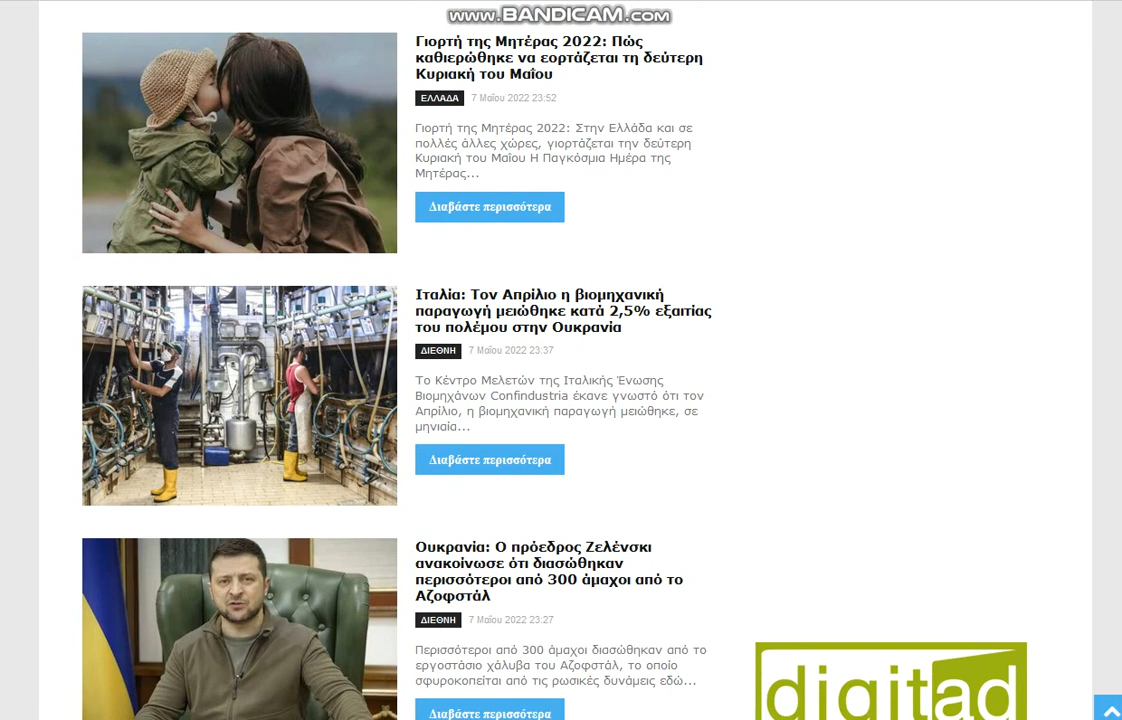 www.BANDICAM.com
Γιορτή της Μητέρας 2022: Πώς
καθιερώθηκε να εορτάζεται τη δεύτερη
Κυριακή του Μαΐου
ΕΛΛΑΔΑ 7 Μαΐου 2022 23:52
Γιορτή της Μητέρας 2022: Στην Ελλάδα και σε
πολλές άλλες χώρες, γιορτάζεται την δεύτερη
Κυριακή του Μαΐου Η Παγκόσμια Ημέρα της
Μητέρας...
Διαβάστε περισσότερα
Ιταλία: Τον Απρίλιο η βιομηχανική
παραγωγή μειώθηκε κατά 2,5% εξαιτίας
του πολέμου στην Ουκρανία
ΔΙΕΘΝΗ 7 Μαΐου 2022 23:37
Το Κέντρο Μελετών της Ιταλικής Ένωσης
Βιομηχάνων Confindustria έκανε γνωστό ότι τον
Απρίλιο, η βιομηχανική παραγωγή μειώθηκε, σε
μηνιαία...
Διαβάστε περισσότερα
Ουκρανία: Ο πρόεδρος Ζελένσκι
ανακοίνωσε ότι διασώθηκαν
περισσότεροι από 300 άμαχοι από το
Αζοφστάλ
ΔΙΕΘΝΗ 7 Μαΐου 2022 23:27
Περισσότεροι από 300 άμαχοι διασώθηκαν από το
εργοστάσιο χάλυβα του Αζοφστάλ, το οποίο
σφυροκοπείται από τις ρωσικές δυνάμεις εδώ...
Διαβάστε περισσότερα
digitad